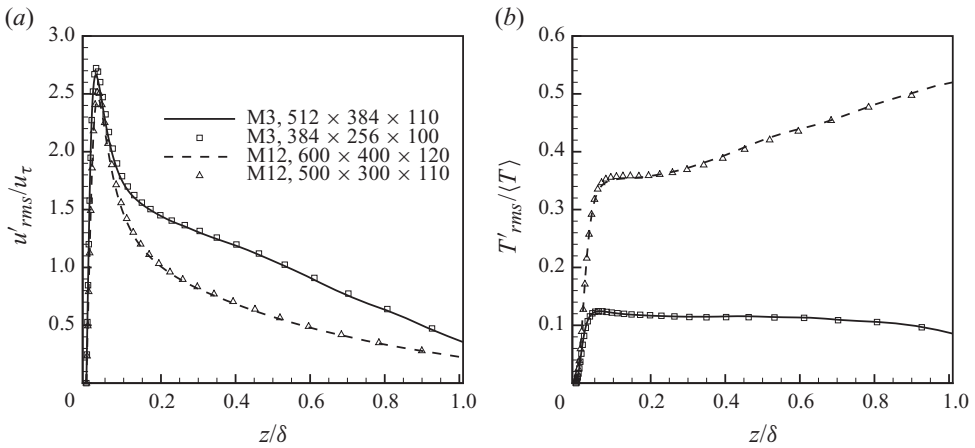 (a)
3.0
2.5
2.0
1.5
1.0
0.5
0
0.2
0.4
0.6
0.8
1.0
u′rms/uτ
z/δ
M3, 512 × 384 × 110
M3, 384 × 256 × 100
M12, 600 × 400 × 120
M12, 500 × 300 × 110
(b)
0.6
0.4
0.3
0.2
0.1
0
0.2
0.4
0.6
0.8
1.0
T′rms/⟨T⟩
z/δ